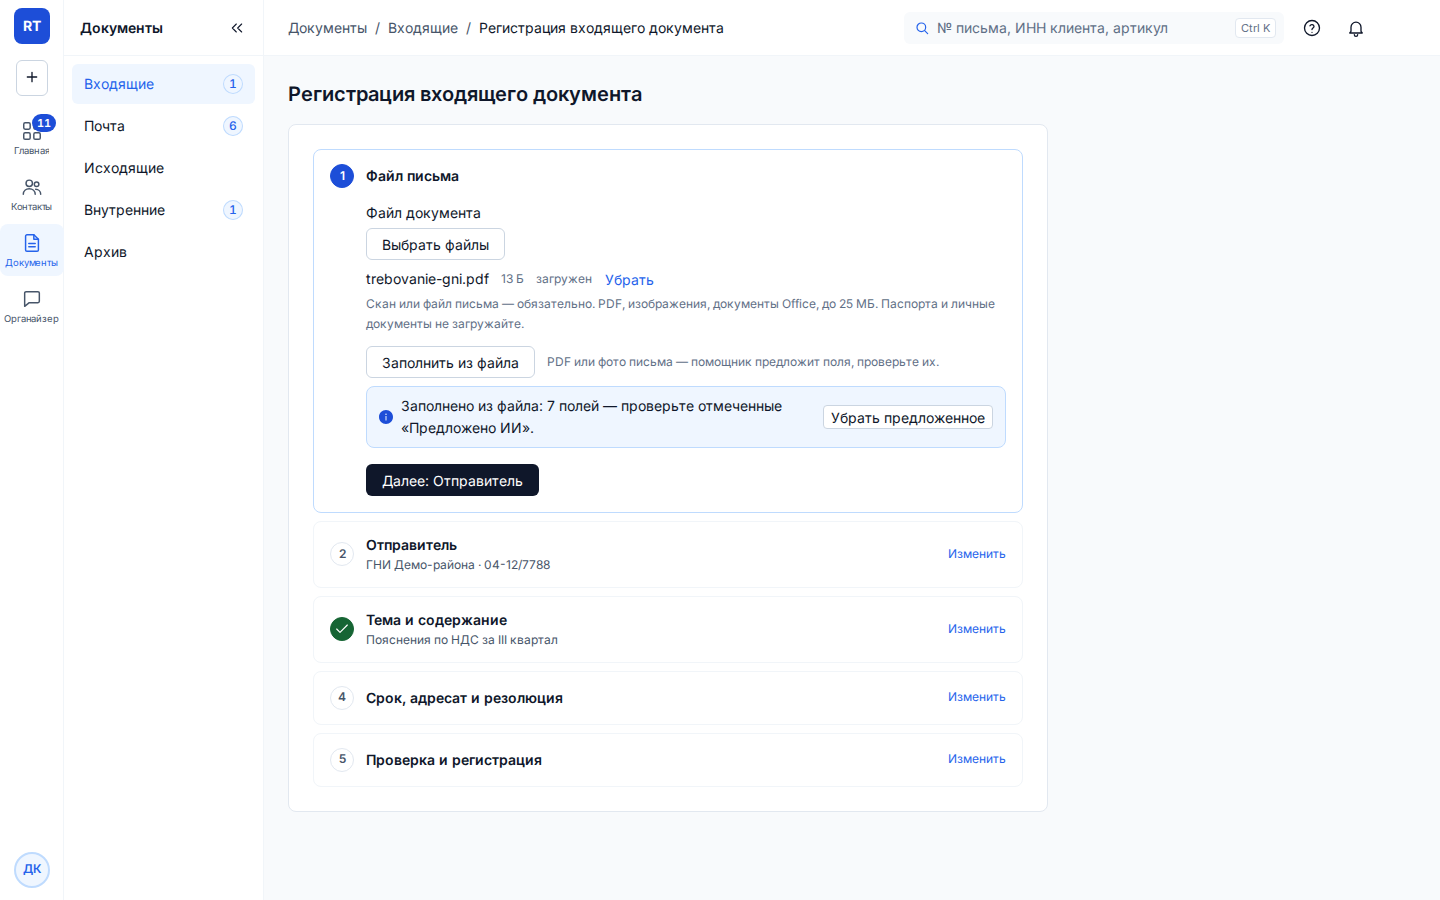 RT
Документы
Документы / Входящие / Регистрация входящего документа
№ письма, ИНН клиента, артикул
Ctrl K
11
Главная
Контакты
Документы
Органайзер
Входящие 1
Почта 6
Исходящие
Внутренние 1
Архив
Регистрация входящего документа
1 Файл письма
Файл документа
Выбрать файлы
trebovanie-gni.pdf 13 Б загружен Убрать
Скан или файл письма — обязательно. PDF, изображения, документы Office, до 25 МБ. Паспорта и личные
документы не загружайте.
Заполнить из файла PDF или фото письма — помощник предложит поля, проверьте их.
Заполнено из файла: 7 полей — проверьте отмеченные
«Предложено ИИ».
Убрать предложенное
Далее: Отправитель
2 Отправитель
ГНИ Демо-района · 04-12/7788
Изменить
Тема и содержание
Пояснения по НДС за III квартал
Изменить
4 Срок, адресат и резолюция Изменить
5 Проверка и регистрация Изменить
ДК